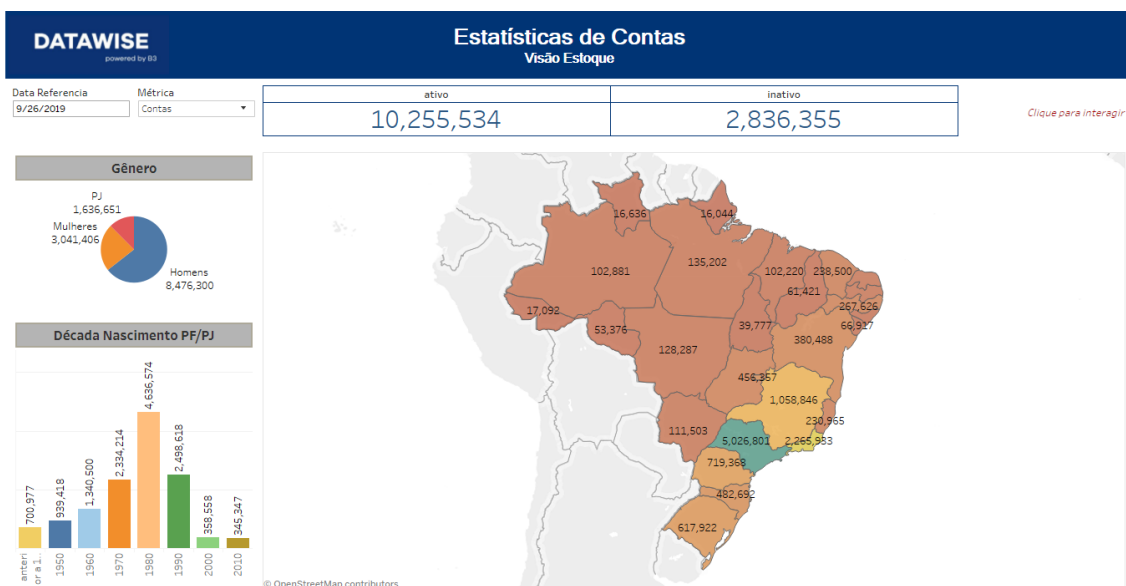 DATAWISE
powered by B3
Estatísticas de Contas
Visão Estoque
Data Referencia
Métrica
9/26/2019
Contas
ativo
inativo
10,255,534
2,836,355
Clique para interagir
Gênero
PJ
1,636,651
Mulheres
3,041,406
Homens
8,476,300
Década Nascimento PF/PJ
700,977
939,418
1,340,500
2,334,214
4,636,574
2,498,618
358,558
345,347
anteri
or a 1..
1950
1960
1970
1980
1990
2000
2010
16,636
16,044
102,881
135,202
102,220
238,500
61,421
267,626
17,092
53,376
39,777
66,917
128,287
380,488
456,357
1,058,846
111,503
230,965
5,026,801
2,265,933
719,368
482,692
617,922
© OpenStreetMap contributors